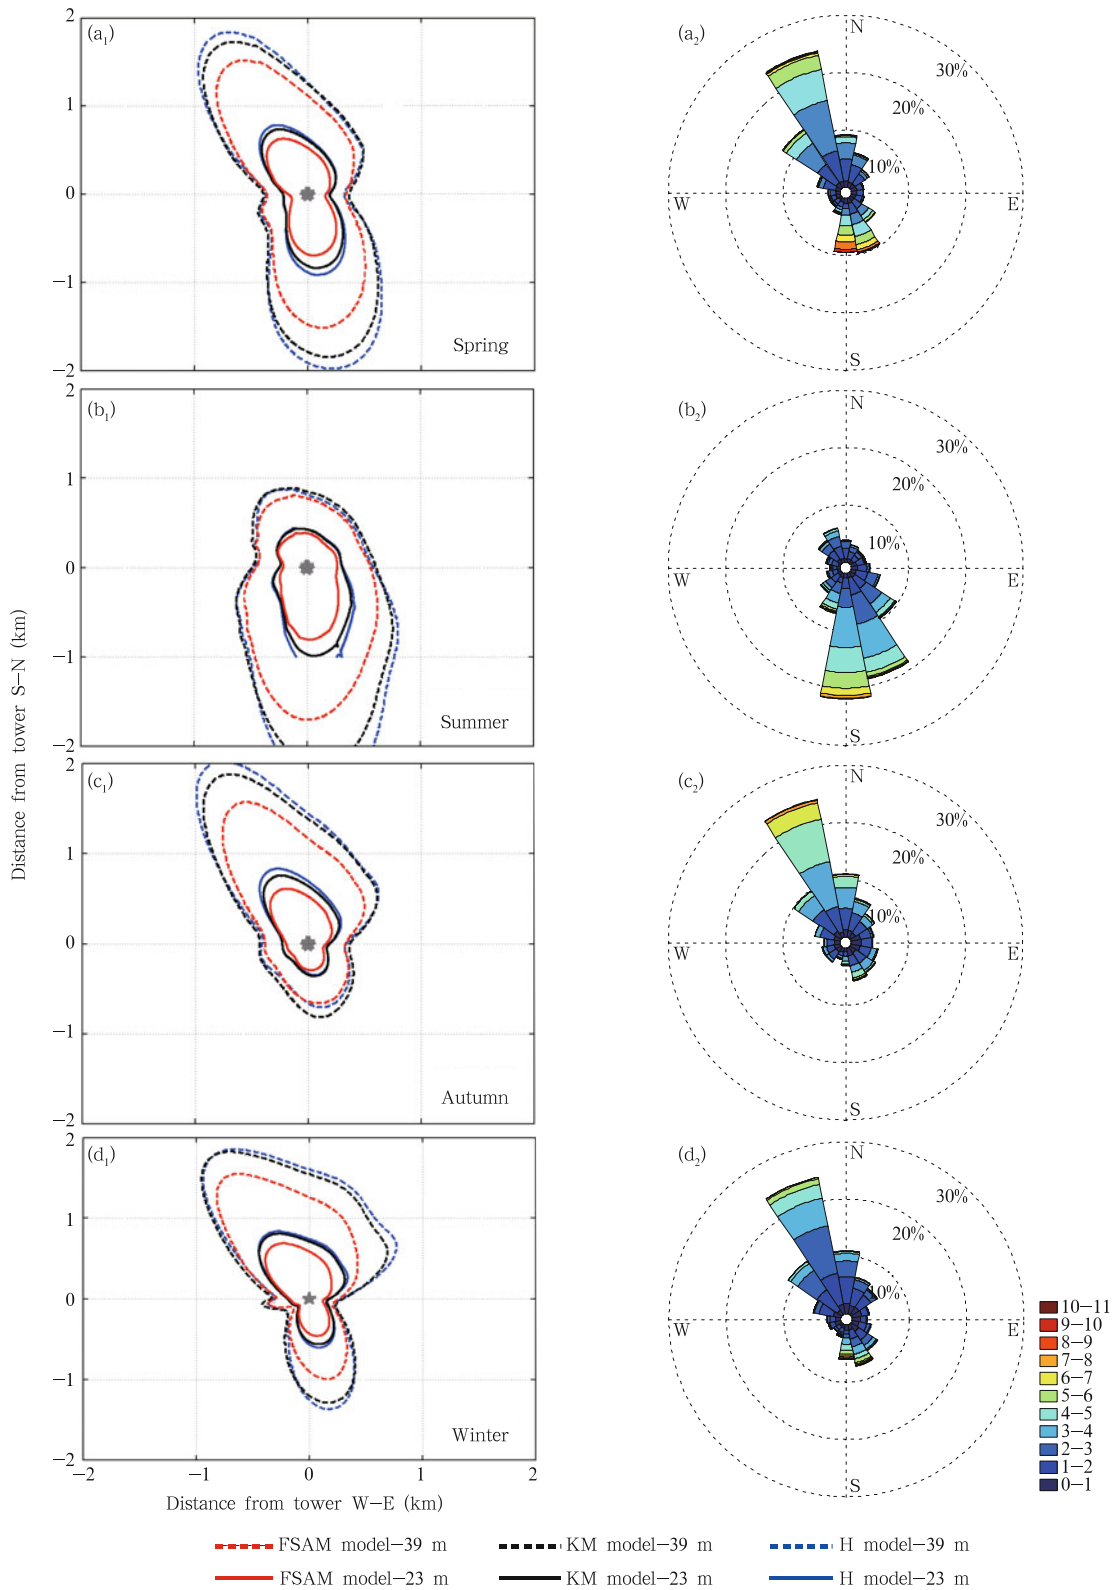 (a₁)
2
1
0
−1
−2
Spring
(a₂)
N
30%
20%
10%
W
E
S
(b₁)
2
1
0
−1
−2
Summer
(b₂)
N
30%
20%
10%
W
E
S
Distance from tower S−N (km)
(c₁)
2
1
0
−1
−2
Autumn
(c₂)
N
30%
20%
10%
W
E
S
(d₁)
2
1
0
−1
−2
Winter
−2 −1 0 1 2
Distance from tower W−E (km)
(d₂)
N
30%
20%
10%
W
E
S
10−11
9−10
8−9
7−8
6−7
5−6
4−5
3−4
2−3
1−2
0−1
FSAM model−39 m KM model−39 m H model−39 m
FSAM model−23 m KM model−23 m H model−23 m